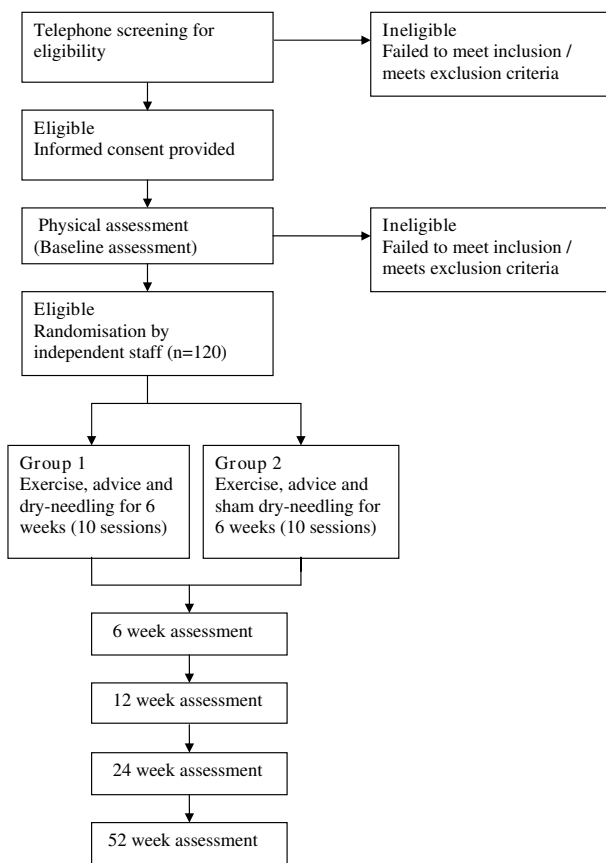 Telephone screening for
eligibility
Ineligible
Failed to meet inclusion /
meets exclusion criteria
Eligible
Informed consent provided
Physical assessment
(Baseline assessment)
Ineligible
Failed to meet inclusion /
meets exclusion criteria
Eligible
Randomisation by
independent staff (n=120)
Group 1
Exercise, advice and
dry-needling for 6
weeks (10 sessions)
Group 2
Exercise, advice and
sham dry-needling for
6 weeks (10 sessions)
6 week assessment
12 week assessment
24 week assessment
52 week assessment